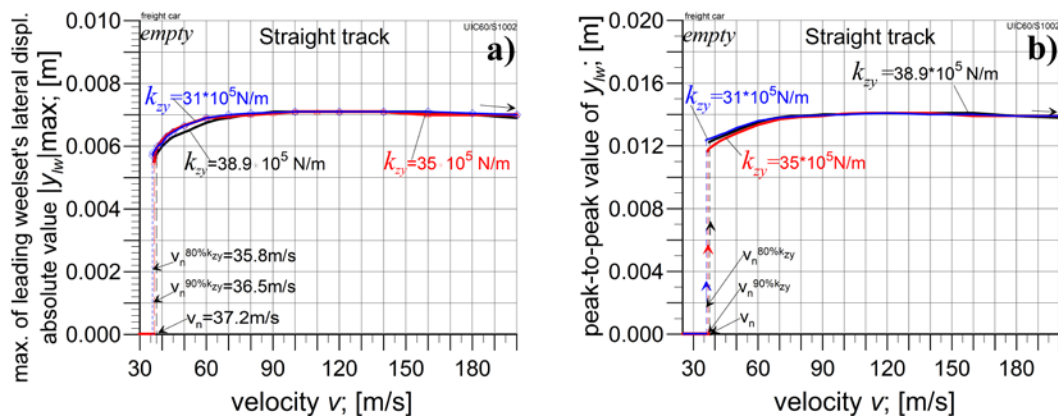 freight car
UIC60/S1002
empty
Straight track
a)
0.010
0.008
0.006
0.004
0.002
0.000
k_zy=31*10^5N/m
k_zy=38.9 10^5 N/m
k_zy=35 10^5 N/m
v_n^80%kzy=35.8m/s
v_n^90%kzy=36.5m/s
v_n=37.2m/s
30 60 90 120 150 180
velocity v; [m/s]
max. of leading weelset's lateral displ.
absolute value |y_lw|max; [m]
freight car
UIC60/S1002
empty
Straight track
b)
0.020
0.016
0.012
0.008
0.004
0.000
k_zy=38.9*10^5N/m
k_zy=31*10^5N/m
k_zy=35*10^5N/m
v_n^80%kzy
v_n^90%kzy
v_n
30 60 90 120 150 180
velocity v; [m/s]
peak-to-peak value of y_lw; [m]